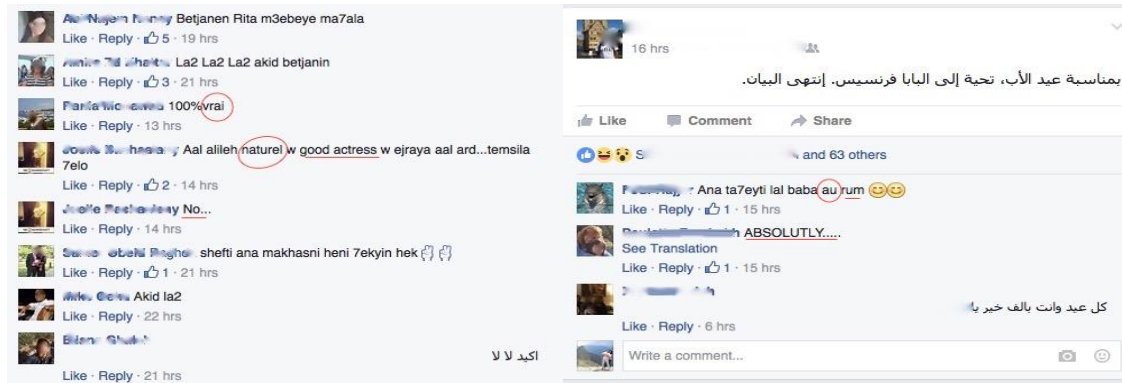 Betjanen Rita m3ebeye ma7ala
Like · Reply · 5 · 19 hrs
La2 La2 La2 akid betjanin
Like · Reply · 3 · 21 hrs
100%vrai
Like · Reply · 13 hrs
Aal alileh naturel w good actress w ejraya aal ard...temsila
7elo
Like · Reply · 2 · 14 hrs
No...
Like · Reply · 14 hrs
shefti ana makhasni heni 7ekyin hek
Like · Reply · 1 · 21 hrs
Akid la2
Like · Reply · 22 hrs
اكيد لا لا
Like · Reply · 21 hrs
16 hrs
بمناسبة عيد الأب، تحية إلى البابا فرنسيس. إنتهى البيان.
Like Comment Share
and 63 others
Ana ta7eyti lal baba au rum
Like · Reply · 1 · 15 hrs
ABSOLUTLY.....
See Translation
Like · Reply · 1 · 15 hrs
كل عيد وانت بالف خير يا
Like · Reply · 6 hrs
Write a comment...